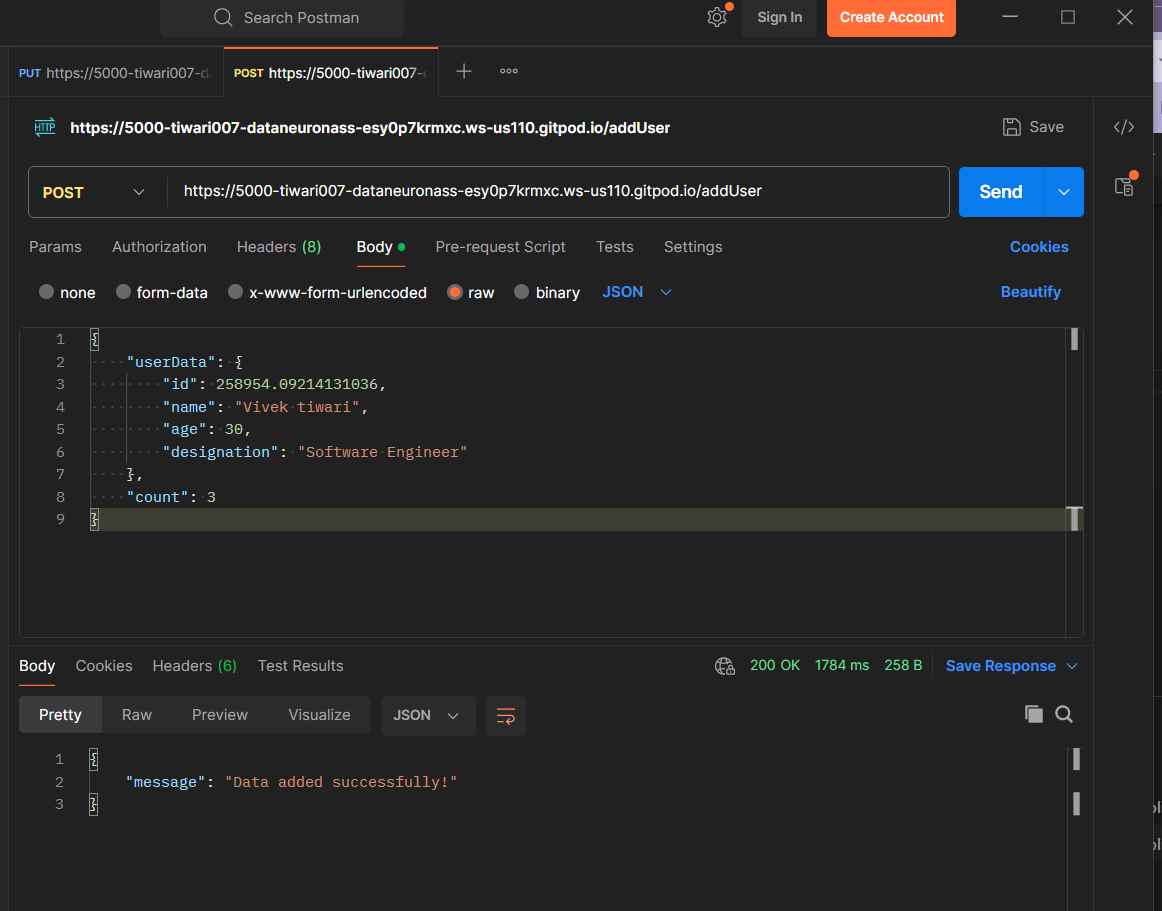 Search Postman
Sign In
Create Account
PUT https://5000-tiwari007-d
POST https://5000-tiwari007-
HTTP https://5000-tiwari007-dataneuronass-esy0p7krmxc.ws-us110.gitpod.io/addUser
Save
</>
POST
https://5000-tiwari007-dataneuronass-esy0p7krmxc.ws-us110.gitpod.io/addUser
Send
Params Authorization Headers (8) Body Pre-request Script Tests Settings Cookies
none form-data x-www-form-urlencoded raw binary JSON Beautify
1 {
2 "userData": {
3 "id": 258954.09214131036,
4 "name": "Vivek tiwari",
5 "age": 30,
6 "designation": "Software Engineer"
7 },
8 "count": 3
9 }
Body Cookies Headers (6) Test Results 200 OK 1784 ms 258 B Save Response
Pretty Raw Preview Visualize JSON
1 {
2 "message": "Data added successfully!"
3 }